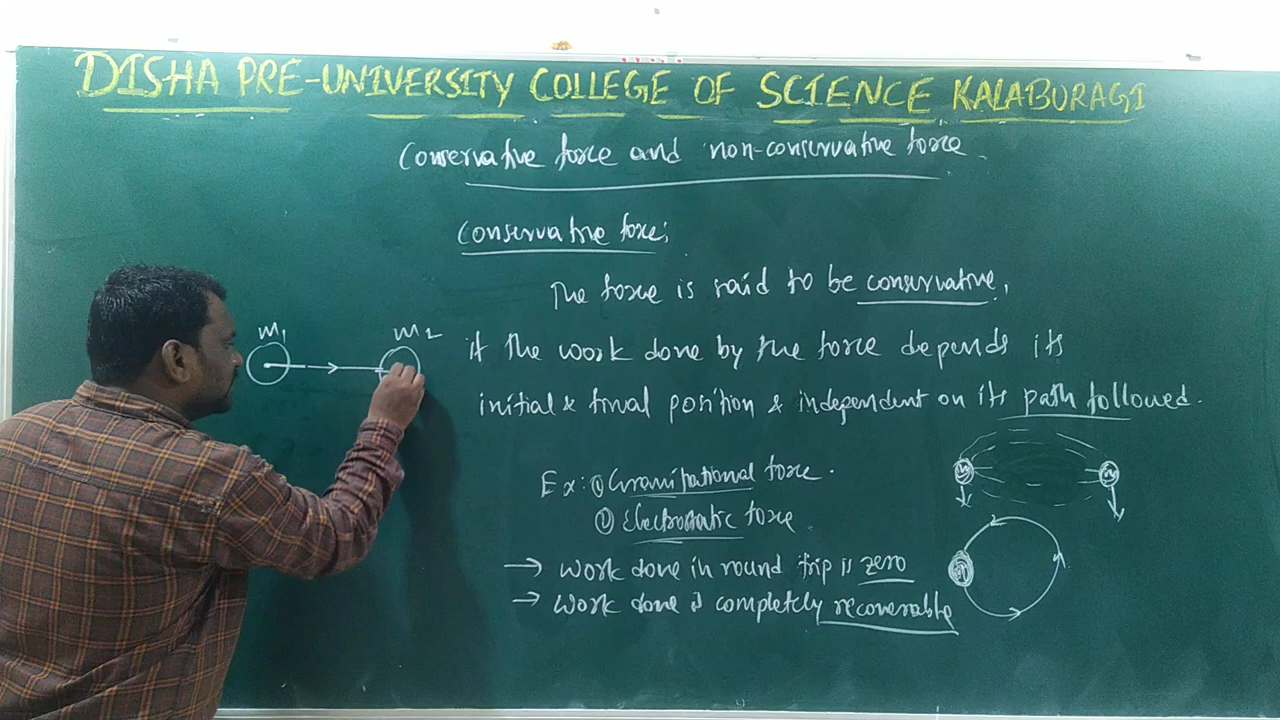 DISHA PRE-UNIVERSITY COLLEGE OF SCIENCE KALABURAGI
Conservative force and non-conservative force.
Conservative force:
The force is said to be conservative,
if the work done by the force depends its
initial & final position & independent on its path followed.
Ex: ① Gravitational force.
② Electrostatic force
→ work done in round trip is zero
→ work done is completely recoverable
M1 M2